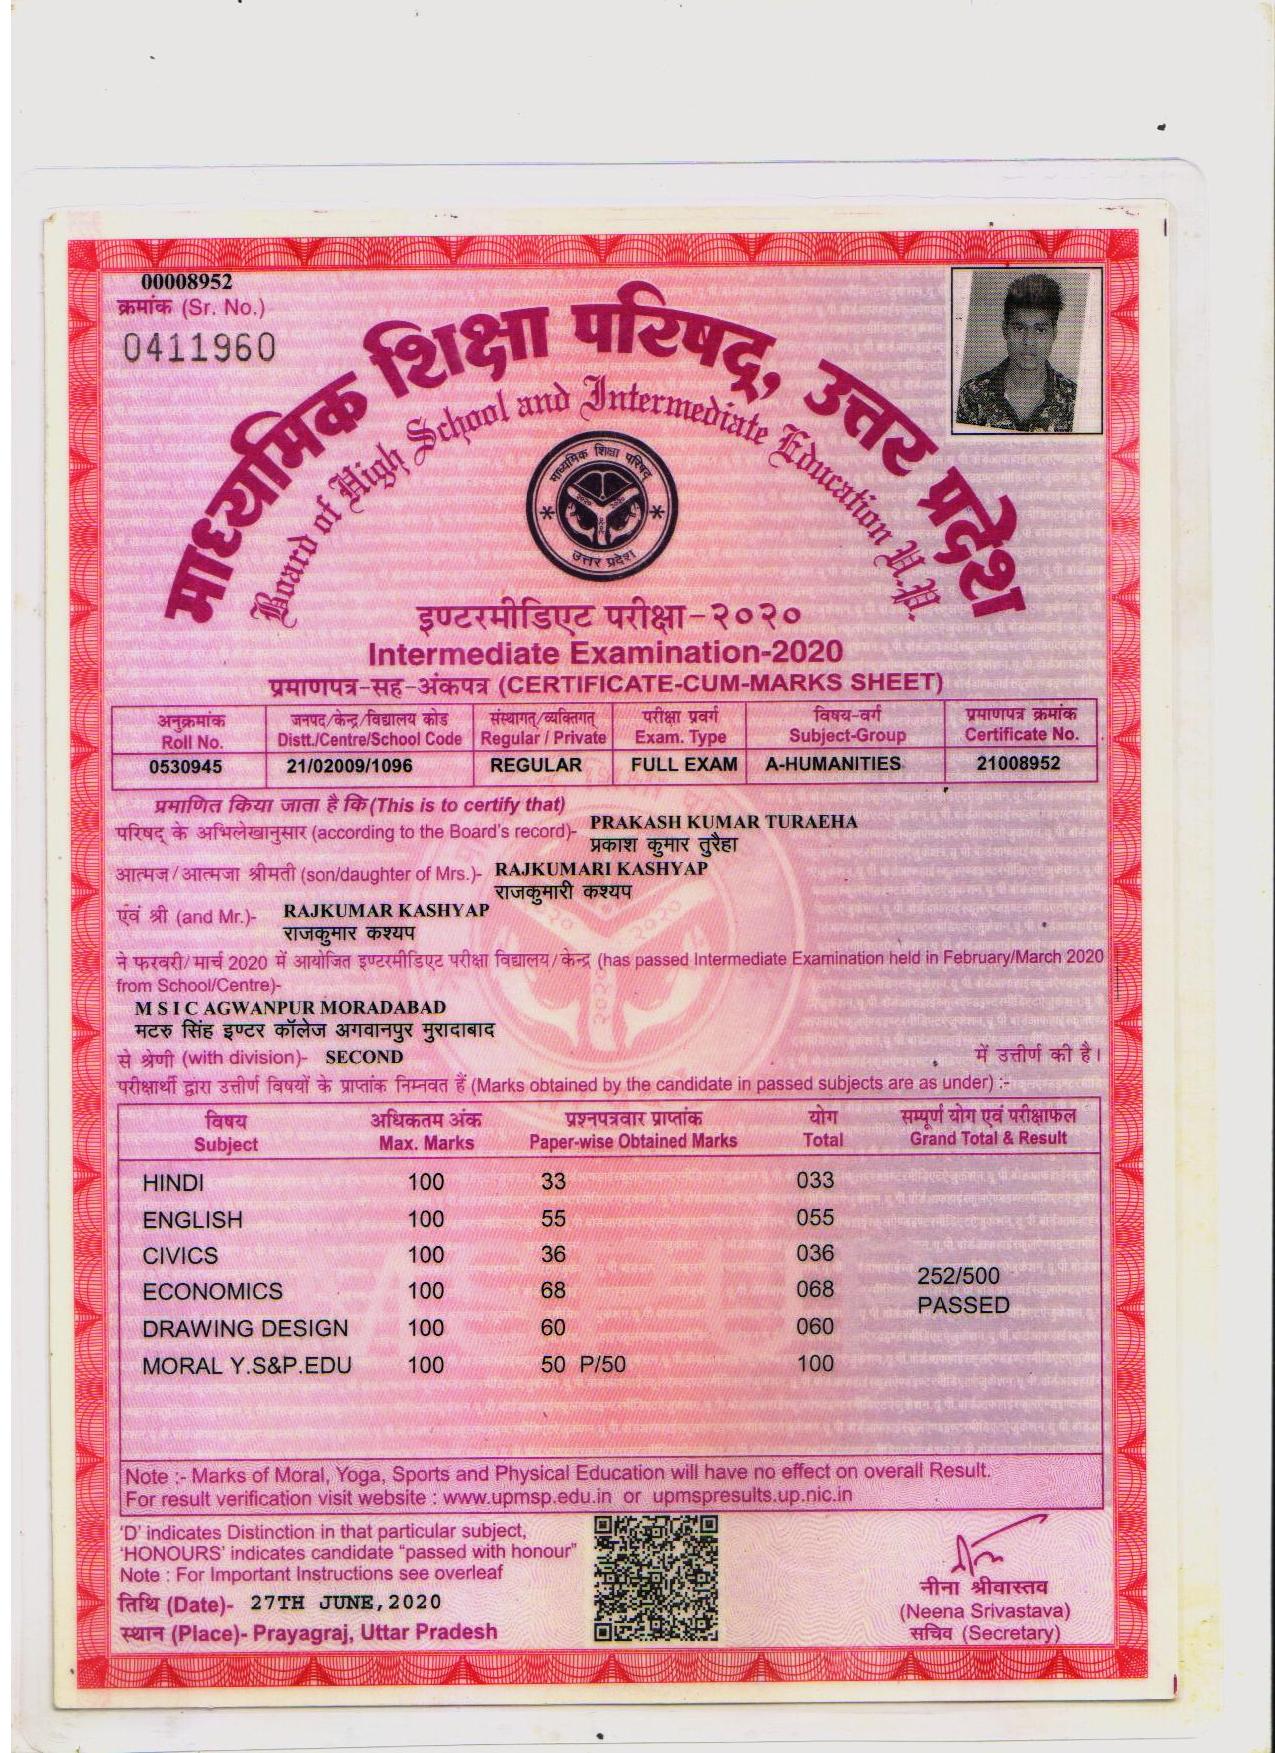 00008952
क्रमांक (Sr. No.)
0411960
माध्यमिक शिक्षा परिषद्, उत्तर प्रदेश
Board of High School and Intermediate Education U.P.
माध्यमिक शिक्षा परिषद
उत्तर प्रदेश
इण्टरमीडिएट परीक्षा-२०२०
Intermediate Examination-2020
प्रमाणपत्र-सह-अंकपत्र (CERTIFICATE-CUM-MARKS SHEET)
अनुक्रमांक जनपद/केन्द्र/विद्यालय कोड संस्थागत्/व्यक्तिगत् परीक्षा प्रवर्ग विषय-वर्ग प्रमाणपत्र क्रमांक
Roll No. Distt./Centre/School Code Regular / Private Exam. Type Subject-Group Certificate No.
0530945 21/02009/1096 REGULAR FULL EXAM A-HUMANITIES 21008952
प्रमाणित किया जाता है कि (This is to certify that)
परिषद् के अभिलेखानुसार (according to the Board's record)- PRAKASH KUMAR TURAEHA
प्रकाश कुमार तुरैहा
आत्मज/आत्मजा श्रीमती (son/daughter of Mrs.)- RAJKUMARI KASHYAP
राजकुमारी कश्यप
एवं श्री (and Mr.)- RAJKUMAR KASHYAP
राजकुमार कश्यप
ने फरवरी/मार्च 2020 में आयोजित इण्टरमीडिएट परीक्षा विद्यालय/केन्द्र (has passed Intermediate Examination held in February/March 2020
from School/Centre)-
M S I C AGWANPUR MORADABAD
मटरु सिंह इण्टर कॉलेज अगवानपुर मुरादाबाद
से श्रेणी (with division)- SECOND में उत्तीर्ण की है।
परीक्षार्थी द्वारा उत्तीर्ण विषयों के प्राप्तांक निम्नवत हैं (Marks obtained by the candidate in passed subjects are as under) :-
विषय अधिकतम अंक प्रश्नपत्रवार प्राप्तांक योग सम्पूर्ण योग एवं परीक्षाफल
Subject Max. Marks Paper-wise Obtained Marks Total Grand Total & Result
HINDI 100 33 033
ENGLISH 100 55 055
CIVICS 100 36 036
ECONOMICS 100 68 068
252/500
PASSED
DRAWING DESIGN 100 60 060
MORAL Y.S&P.EDU 100 50 P/50 100
Note :- Marks of Moral, Yoga, Sports and Physical Education will have no effect on overall Result.
For result verification visit website : www.upmsp.edu.in or upmspresults.up.nic.in
'D' indicates Distinction in that particular subject,
'HONOURS' indicates candidate "passed with honour"
Note : For Important Instructions see overleaf
तिथि (Date)- 27TH JUNE,2020
स्थान (Place)- Prayagraj, Uttar Pradesh
नीना श्रीवास्तव
(Neena Srivastava)
सचिव (Secretary)